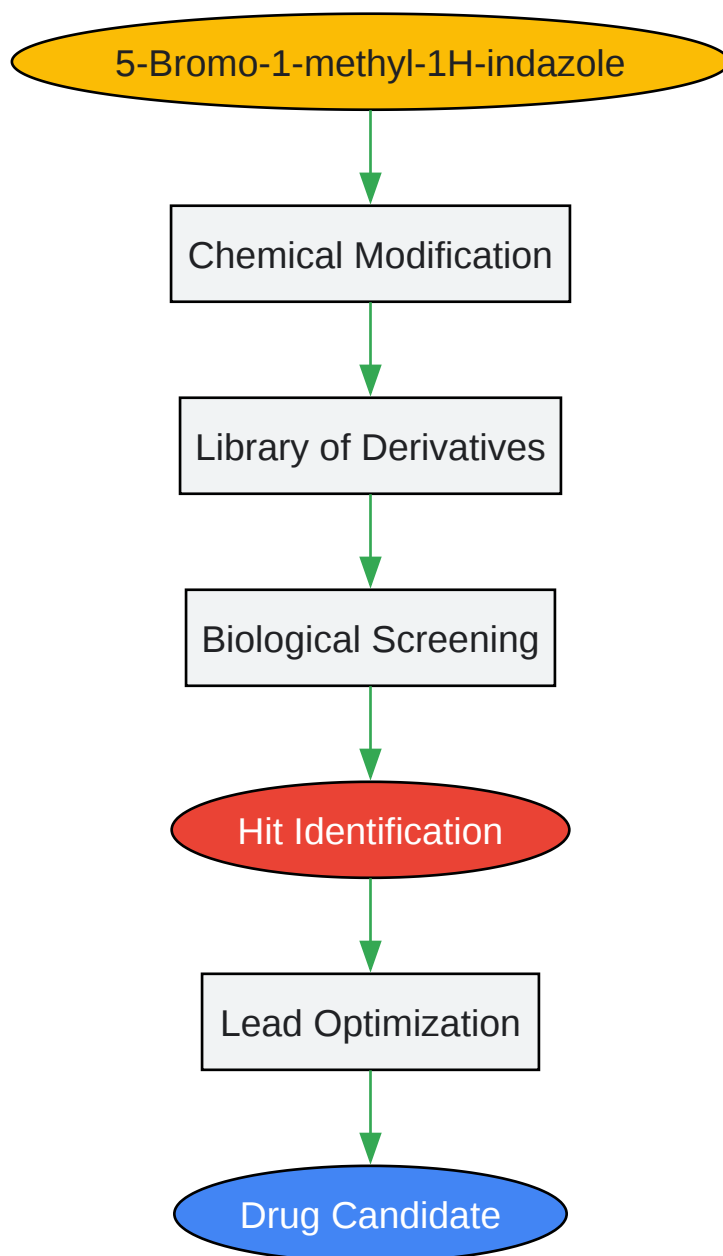 5-Bromo-1-methyl-1H-indazole
Chemical Modification
Library of Derivatives
Biological Screening
Hit Identification
Lead Optimization
Drug Candidate